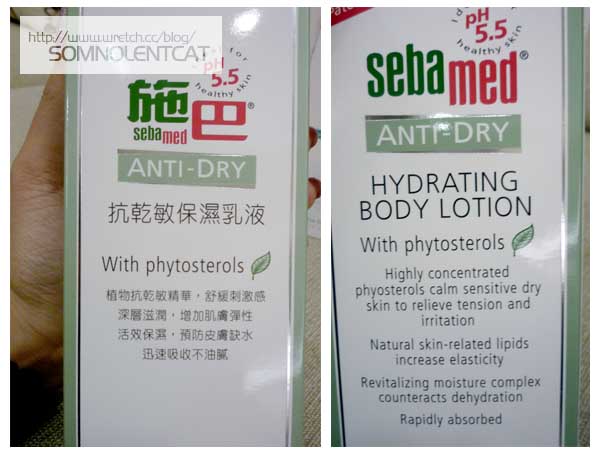 http://www.wretch.cc/blog/
SOMNOLENTCAT
pH
5.5
healthy skin
施巴®
sebamed
ANTI-DRY
抗乾敏保濕乳液
With phytosterols
植物抗乾敏精華，舒緩刺激感
深層滋潤，增加肌膚彈性
活效保濕，預防皮膚缺水
迅速吸收不油膩
pH
5.5
healthy skin
sebamed®
ANTI-DRY
HYDRATING
BODY LOTION
With phytosterols
Highly concentrated
phyosterols calm sensitive dry
skin to relieve tension and
irritation
Natural skin-related lipids
increase elasticity
Revitalizing moisture complex
counteracts dehydration
Rapidly absorbed